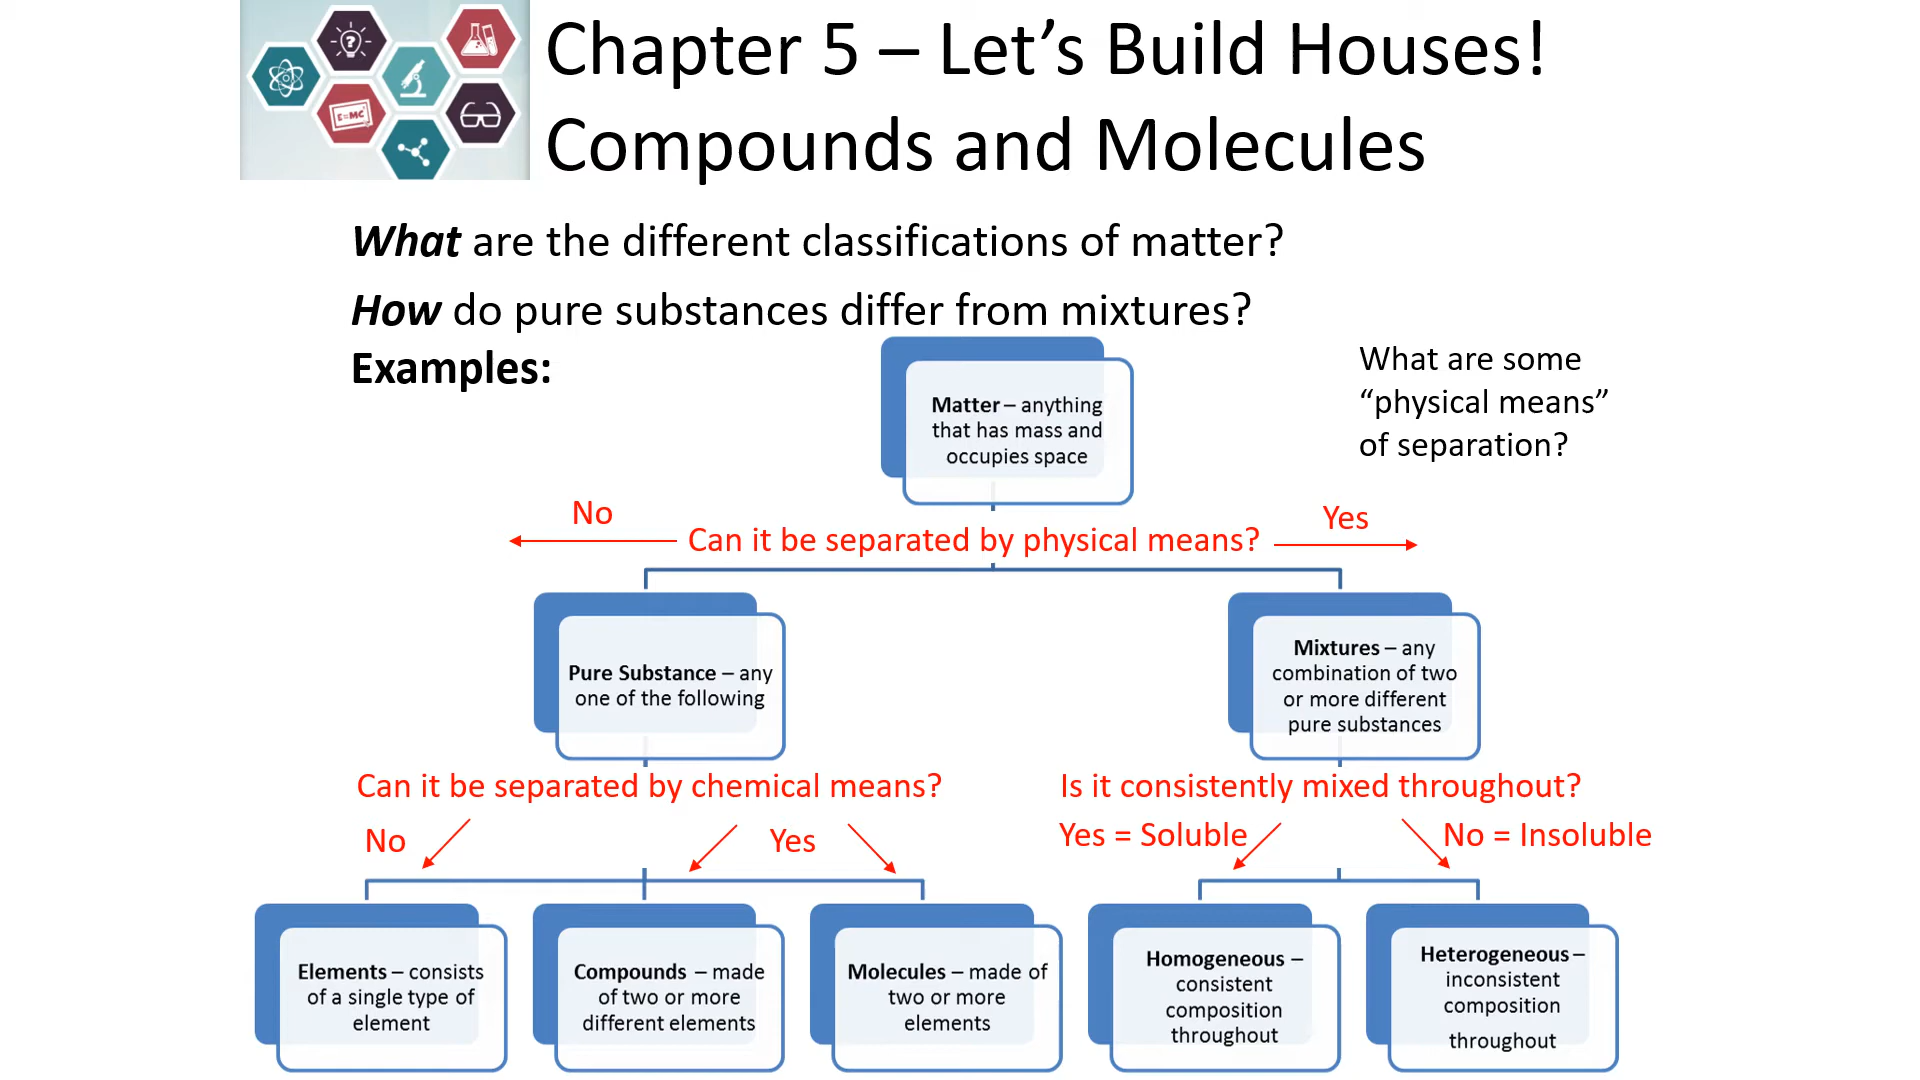 E=MC²
Chapter 5 – Let’s Build Houses!
Compounds and Molecules
What are the different classifications of matter?
How do pure substances differ from mixtures?
Examples:
What are some
“physical means”
of separation?
Matter – anything
that has mass and
occupies space
No
Can it be separated by physical means?
Yes
Pure Substance – any
one of the following
Mixtures – any
combination of two
or more different
pure substances
Can it be separated by chemical means?
Is it consistently mixed throughout?
No
Yes
Yes = Soluble
No = Insoluble
Elements – consists
of a single type of
element
Compounds – made
of two or more
different elements
Molecules – made of
two or more
elements
Homogeneous –
consistent
composition
throughout
Heterogeneous –
inconsistent
composition
throughout